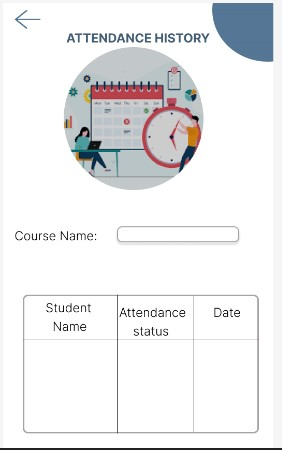 ATTENDANCE HISTORY
Course Name:
Student Name
Attendance status
Date